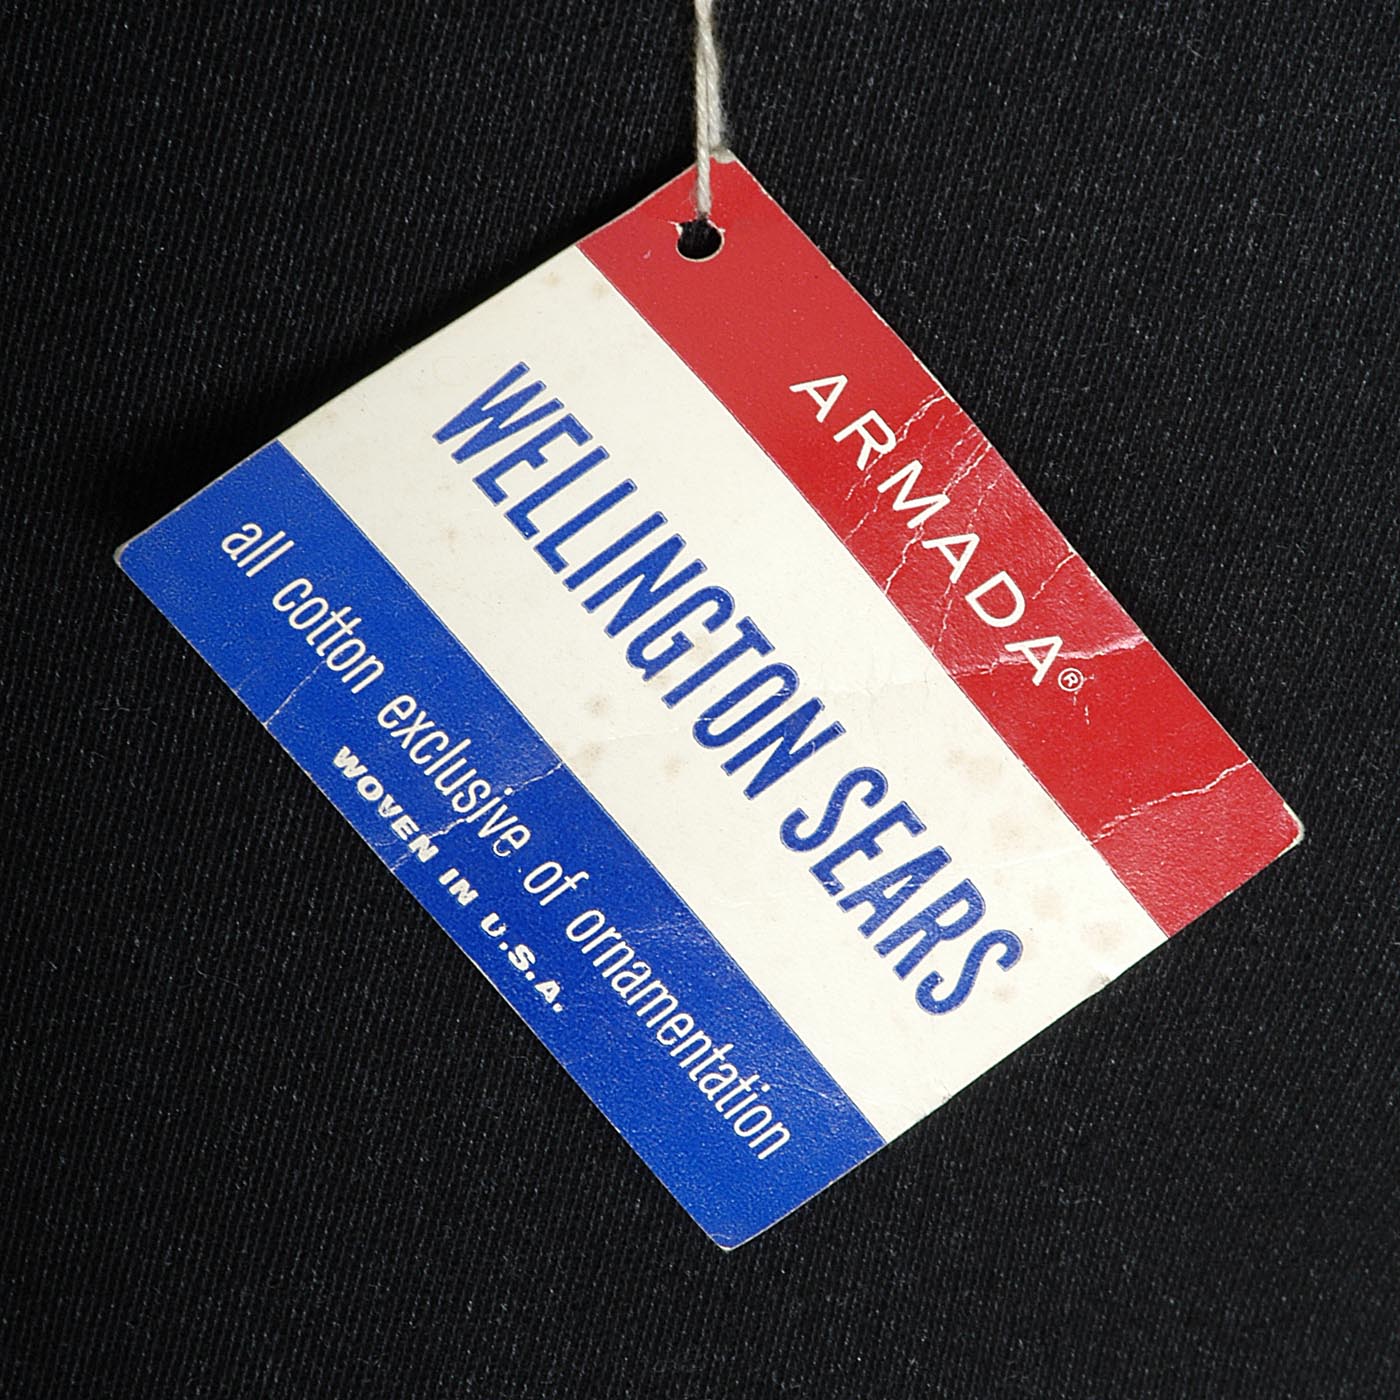 ARMADA®
WELLINGTON SEARS
all cotton exclusive of ornamentation
WOVEN IN U.S.A.